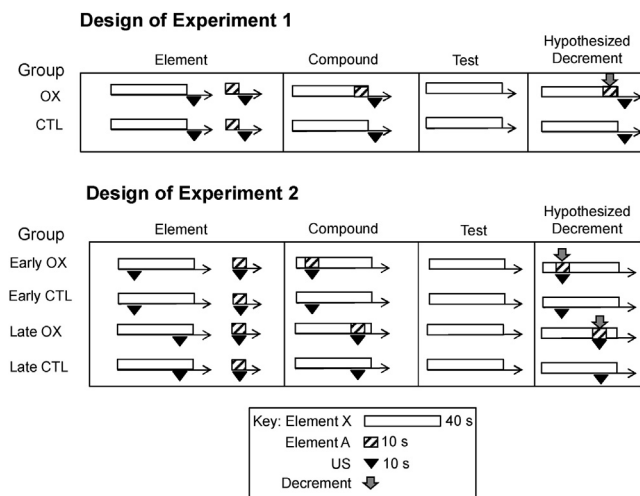 Design of Experiment 1
Group
Element
Compound
Test
Hypothesized
Decrement
OX
CTL
Design of Experiment 2
Group
Element
Compound
Test
Hypothesized
Decrement
Early OX
Early CTL
Late OX
Late CTL
Key: Element X 40 s
Element A 10 s
US 10 s
Decrement